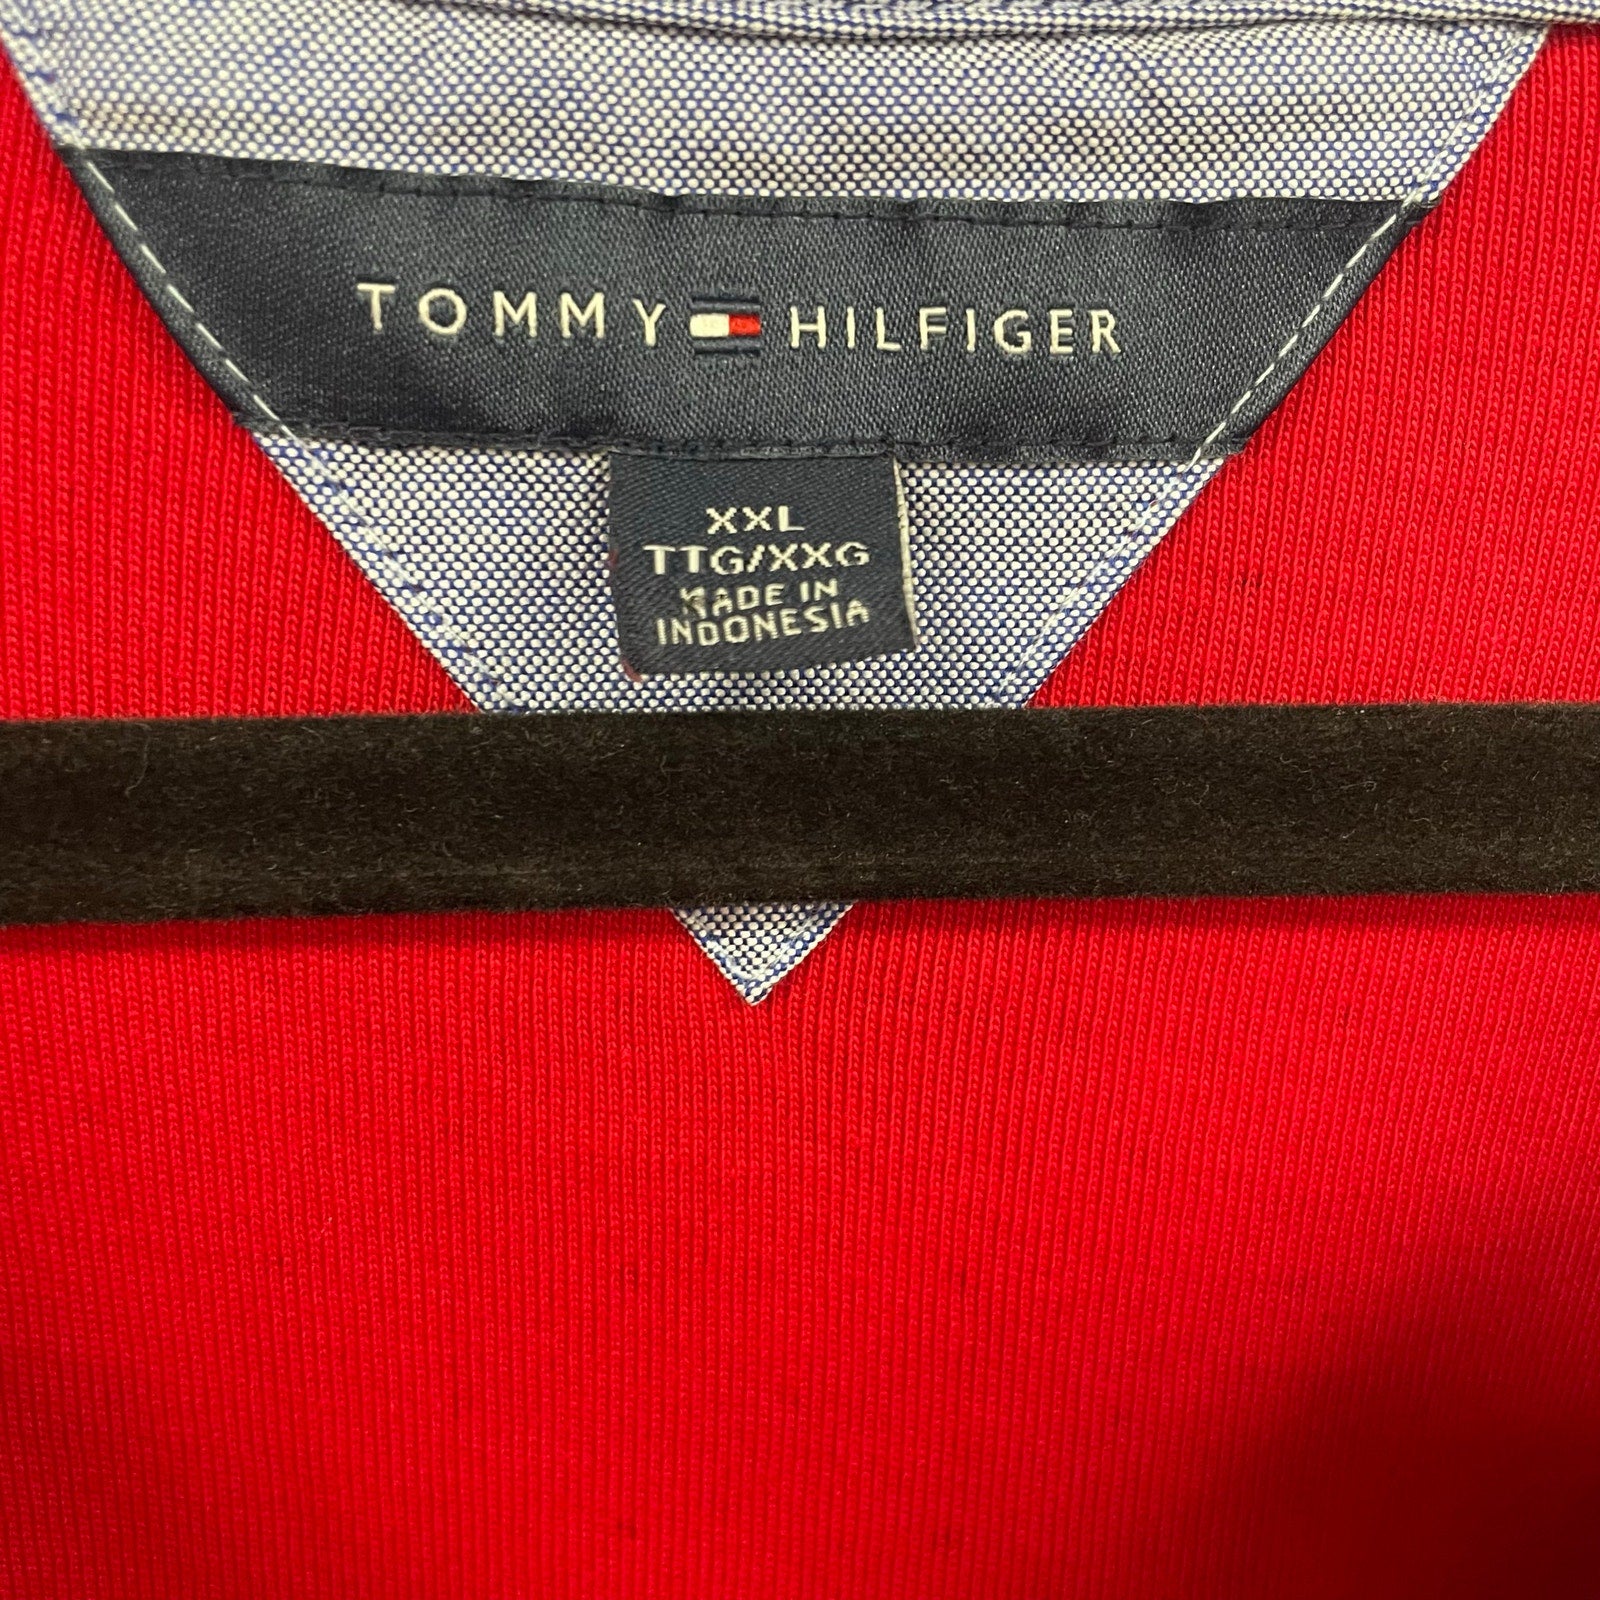 TOMMY HILFIGER
XXL
TTG/XXG
MADE IN
INDONESIA